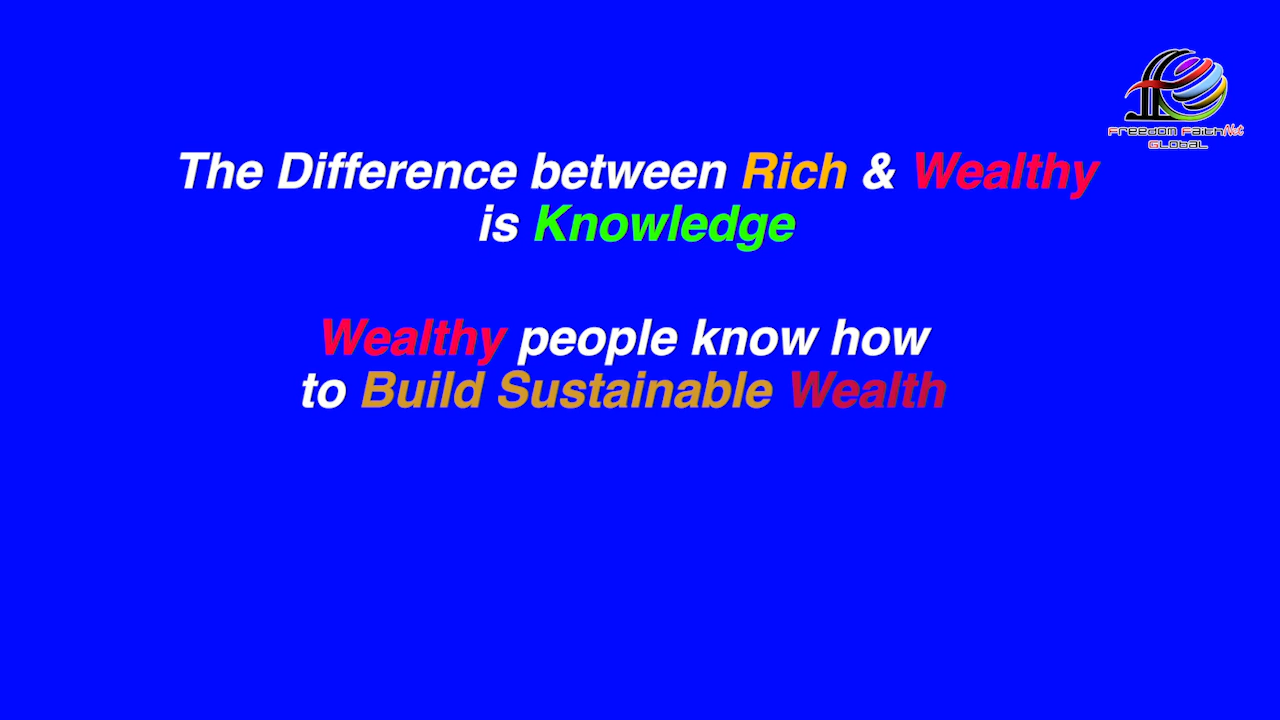 Freedom FaithNet
Global
The Difference between Rich & Wealthy
is Knowledge
Wealthy people know how
to Build Sustainable Wealth